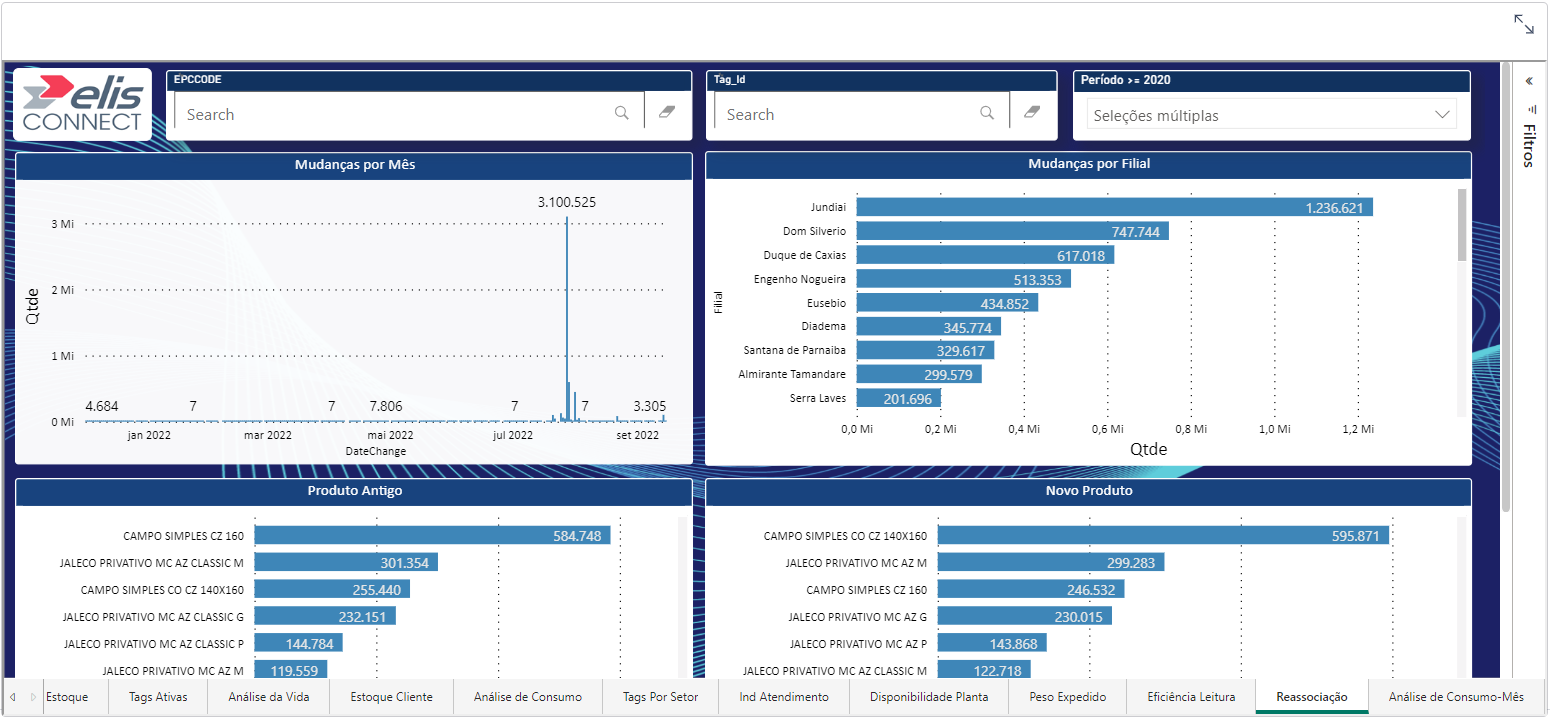 elis
CONNECT
EPCCODE
Search
Tag_Id
Search
Período >= 2020
Seleções múltiplas
Filtros
Mudanças por Mês
3.100.525
3 Mi
2 Mi
1 Mi
0 Mi
Qtde
4.684 7 7 7.806 7 7 3.305
jan 2022 mar 2022 mai 2022 jul 2022 set 2022
DateChange
Mudanças por Filial
Filial
Jundiai 1.236.621
Dom Silverio 747.744
Duque de Caxias 617.018
Engenho Nogueira 513.353
Eusebio 434.852
Diadema 345.774
Santana de Parnaiba 329.617
Almirante Tamandare 299.579
Serra Laves 201.696
0,0 Mi 0,2 Mi 0,4 Mi 0,6 Mi 0,8 Mi 1,0 Mi 1,2 Mi
Qtde
Produto Antigo
CAMPO SIMPLES CZ 160 584.748
JALECO PRIVATIVO MC AZ CLASSIC M 301.354
CAMPO SIMPLES CO CZ 140X160 255.440
JALECO PRIVATIVO MC AZ CLASSIC G 232.151
JALECO PRIVATIVO MC AZ CLASSIC P 144.784
JALECO PRIVATIVO MC AZ M 119.559
Novo Produto
CAMPO SIMPLES CO CZ 140X160 595.871
JALECO PRIVATIVO MC AZ M 299.283
CAMPO SIMPLES CZ 160 246.532
JALECO PRIVATIVO MC AZ G 230.015
JALECO PRIVATIVO MC AZ P 143.868
JALECO PRIVATIVO MC AZ CLASSIC M 122.718
Estoque Tags Ativas Análise da Vida Estoque Cliente Análise de Consumo Tags Por Setor Ind Atendimento Disponibilidade Planta Peso Expedido Eficiência Leitura Reassociação Análise de Consumo-Mês